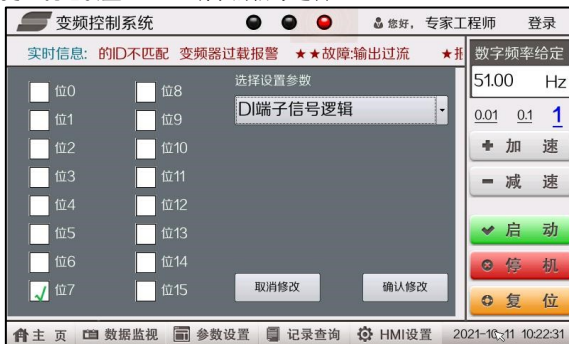 变频控制系统 您好, 专家工程师 登录
实时信息: 的ID不匹配 变频器过载报警 ★★故障:输出过流 ★
数字频率给定
51.00 Hz
0.01 0.1 1
加 速
减 速
启 动
停 机
复 位
选择设置参数
DI端子信号逻辑
位0 位8
位1 位9
位2 位10
位3 位11
位4 位12
位5 位13
位6 位14
位7 位15
取消修改 确认修改
主 页 数据监视 参数设置 记录查询 HMI设置 2021-10-11 10:22:31